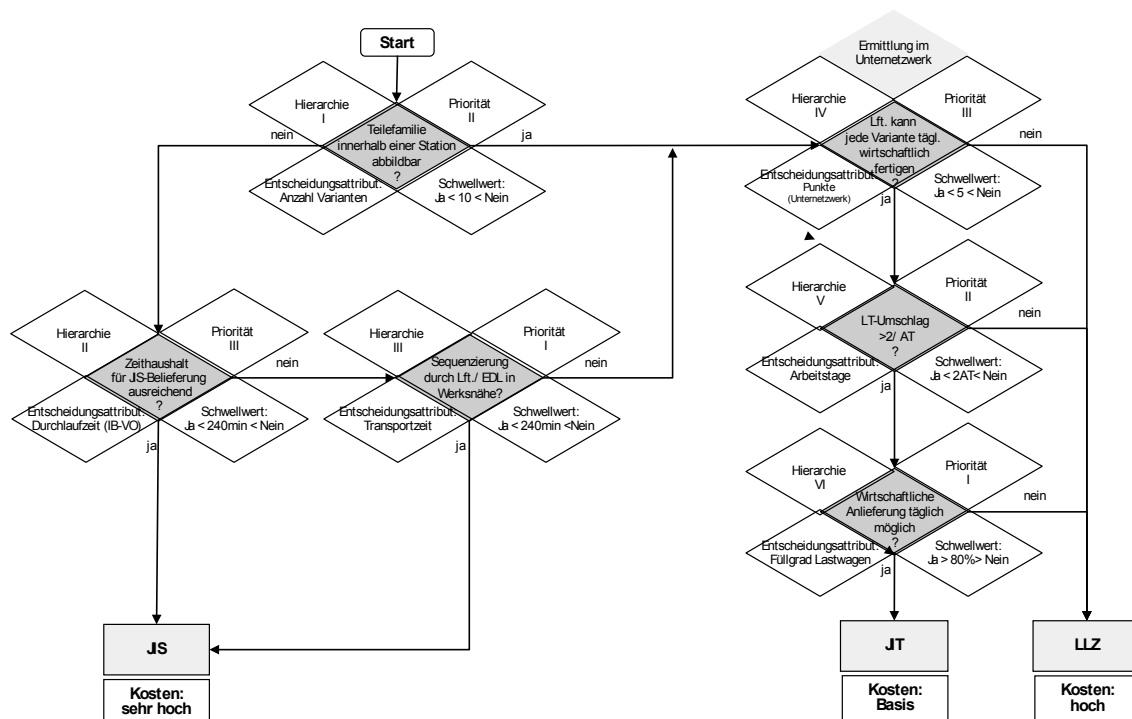 Start
Hierarchie
I
Priorität
II
Teilefamilie
innerhalb einer Station
abbildbar
?
nein
ja
Entscheidungsattribut:
Anzahl Varianten
Schwellwert:
Ja < 10 < Nein
Ermittlung im
Unternetzwerk
Hierarchie
IV
Priorität
III
Lft. kann
jede Variante tägl.
wirtschaftlich
fertigen
?
nein
ja
Entscheidungsattribut:
Punkte
(Unternetzwerk)
Schwellwert:
Ja < 5 < Nein
Hierarchie
II
Priorität
III
Zeithaushalt
für JIS-Belieferung
ausreichend
?
nein
ja
Entscheidungsattribut:
Durchlaufzeit (IB-VO)
Schwellwert:
Ja < 240min < Nein
Hierarchie
III
Priorität
I
Sequenzierung
durch Lft./ EDL in
Werksnähe?
nein
ja
Entscheidungsattribut:
Transportzeit
Schwellwert:
Ja < 240min <Nein
Hierarchie
V
Priorität
II
LT-Umschlag
>2/ AT
?
nein
ja
Entscheidungsattribut:
Arbeitstage
Schwellwert:
Ja < 2AT< Nein
Hierarchie
VI
Priorität
I
Wirtschaftliche
Anlieferung täglich
möglich
?
nein
ja
Entscheidungsattribut:
Füllgrad Lastwagen
Schwellwert:
Ja > 80%> Nein
JIS
Kosten:
sehr hoch
JIT
Kosten:
Basis
LLZ
Kosten:
hoch